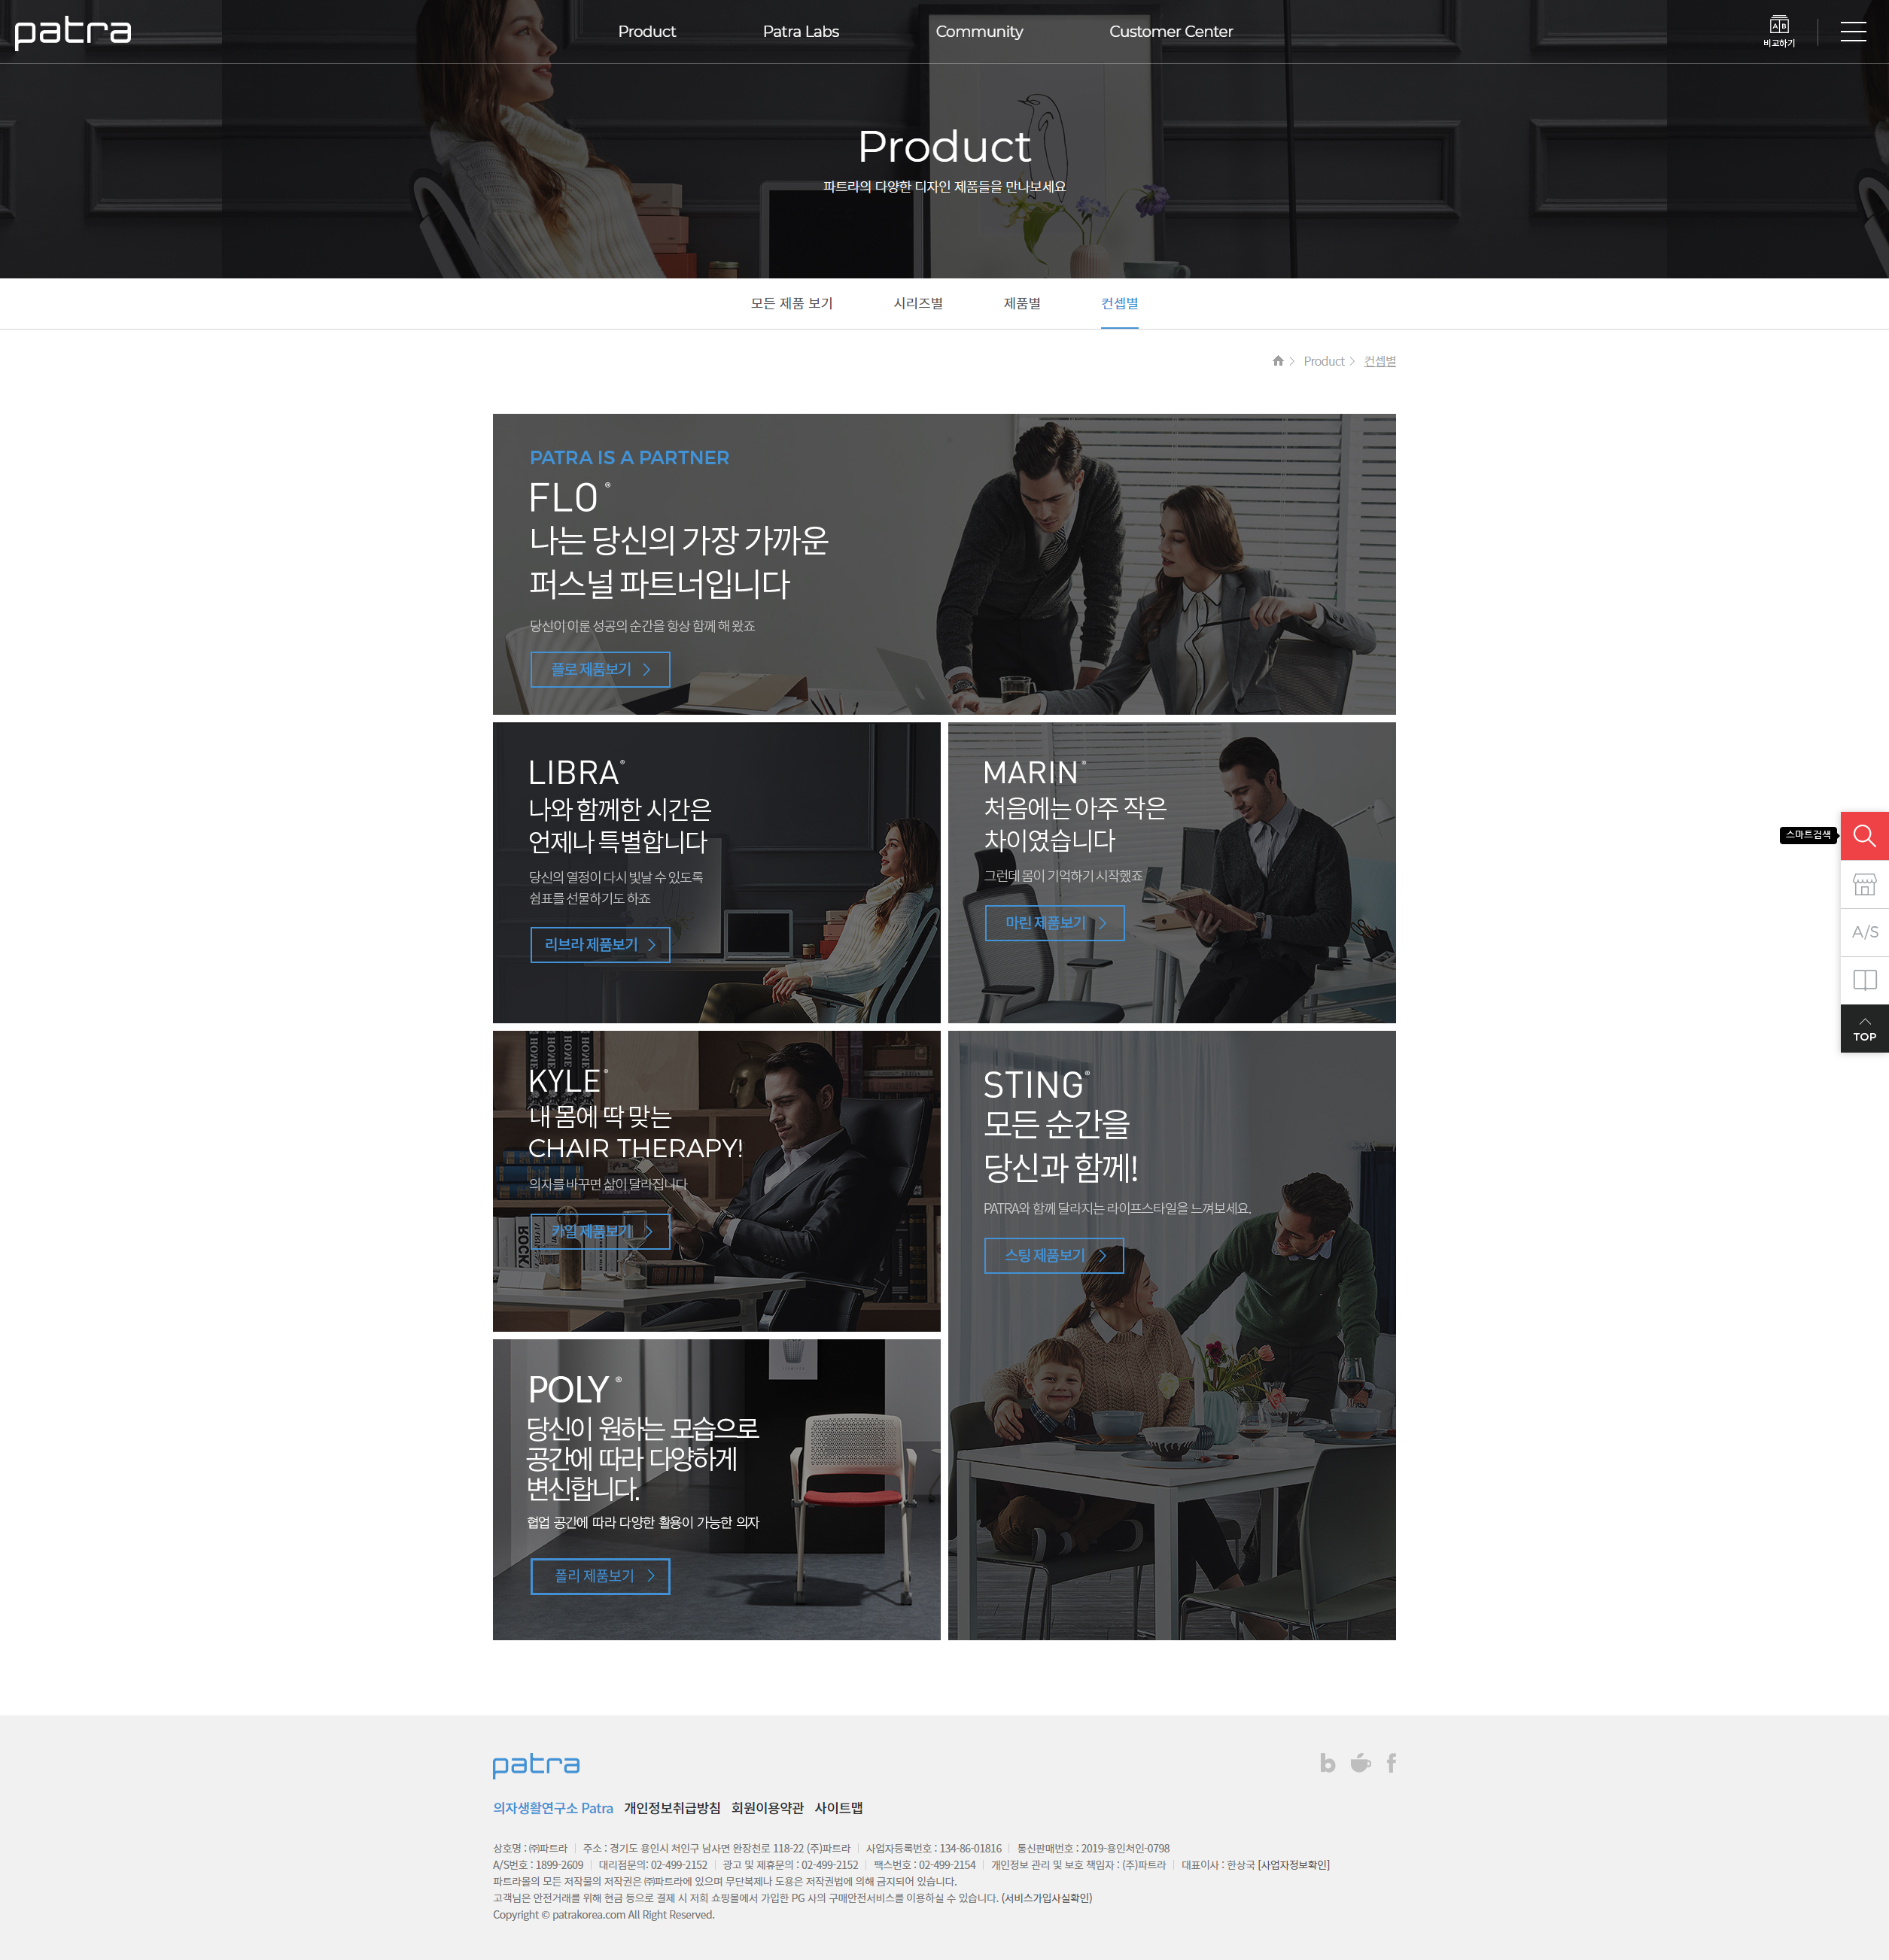 patra
Product
Patra Labs
Community
Customer Center
A B
비교하기
Product
파트라의 다양한 디자인 제품들을 만나보세요
모든 제품 보기
시리즈별
제품별
컨셉별
Product
컨셉별
PATRA IS A PARTNER
FLO®
나는 당신의 가장 가까운
퍼스널 파트너입니다
당신이 이룬 성공의 순간을 항상 함께 해 왔죠
플로 제품보기
LIBRA®
나와 함께한 시간은
언제나 특별합니다
당신의 열정이 다시 빛날 수 있도록
쉼표를 선물하기도 하죠
리브라 제품보기
MARIN®
처음에는 아주 작은
차이였습니다
그런데 몸이 기억하기 시작했죠
마린 제품보기
스마트검색
A/S
TOP
HOME
HOME
HOME
HOME
KYLE®
내 몸에 딱 맞는
CHAIR THERAPY!
의자를 바꾸면 삶이 달라집니다
카일 제품보기
ROCK
STING®
모든 순간을
당신과 함께!
PATRA와 함께 달라지는 라이프스타일을 느껴보세요.
스팅 제품보기
POLY®
당신이 원하는 모습으로
공간에 따라 다양하게
변신합니다.
협업 공간에 따라 다양한 활용이 가능한 의자
폴리 제품보기
patra
의자생활연구소 Patra 개인정보취급방침 회원이용약관 사이트맵
상호명 : ㈜파트라 | 주소 : 경기도 용인시 처인구 남사면 완장천로 118-22 (주)파트라 | 사업자등록번호 : 134-86-01816 | 통신판매번호 : 2019-용인처인-0798
A/S번호 : 1899-2609 | 대리점문의: 02-499-2152 | 광고 및 제휴문의 : 02-499-2152 | 팩스번호 : 02-499-2154 | 개인정보 관리 및 보호 책임자 : (주)파트라 | 대표이사 : 한상국 [사업자정보확인]
파트라몰의 모든 저작물의 저작권은 ㈜파트라에 있으며 무단복제나 도용은 저작권법에 의해 금지되어 있습니다.
고객님은 안전거래를 위해 현금 등으로 결제 시 저희 쇼핑몰에서 가입한 PG 사의 구매안전서비스를 이용하실 수 있습니다. (서비스가입사실확인)
Copyright © patrakorea.com All Right Reserved.